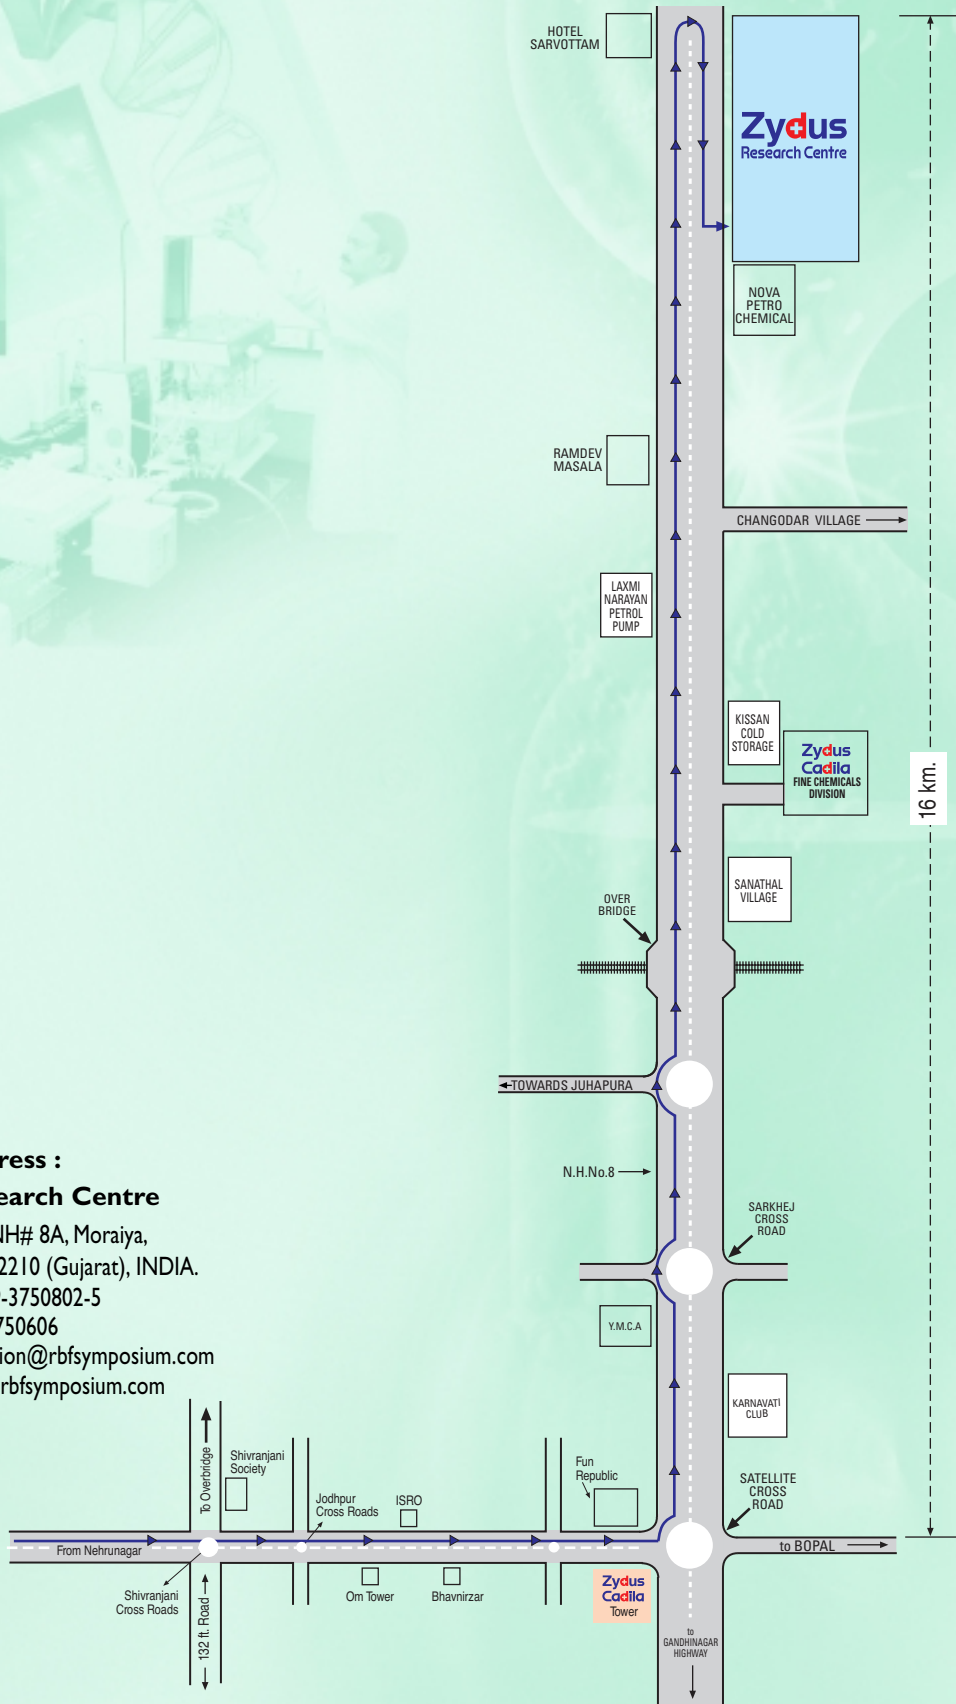 HOTEL
SARVOTTAM
Zydus
Research Centre
NOVA
PETRO
CHEMICAL
RAMDEV
MASALA
CHANGODAR VILLAGE
LAXMI
NARAYAN
PETROL
PUMP
KISSAN
COLD
STORAGE
Zydus
Cadila
FINE CHEMICALS
DIVISION
16 km.
SANATHAL
VILLAGE
OVER
BRIDGE
TOWARDS JUHAPURA
N.H.No.8
SARKHEJ
CROSS
ROAD
Y.M.C.A
KARNAVATI
CLUB
ress :
earch Centre
NH# 8A, Moraiya,
2210 (Gujarat), INDIA.
-3750802-5
750606
ion@rbfsymposium.com
rbfsymposium.com
To Overbridge
Shivranjani
Society
Jodhpur
Cross Roads
ISRO
Fun
Republic
SATELLITE
CROSS
ROAD
From Nehrunagar
to BOPAL
Shivranjani
Cross Roads
132 ft. Road
Om Tower
Bhavnirzar
Zydus
Cadila
Tower
to
GANDHINAGAR
HIGHWAY